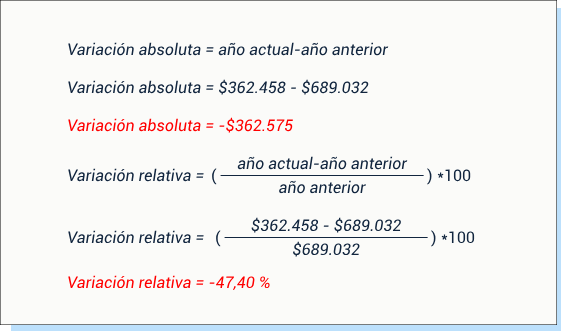 Variación absoluta = año actual-año anterior
Variación absoluta = $362.458 - $689.032
Variación absoluta = -$362.575
Variación relativa = ( año actual-año anterior / año anterior ) *100
Variación relativa = ( $362.458 - $689.032 / $689.032 ) *100
Variación relativa = -47,40 %